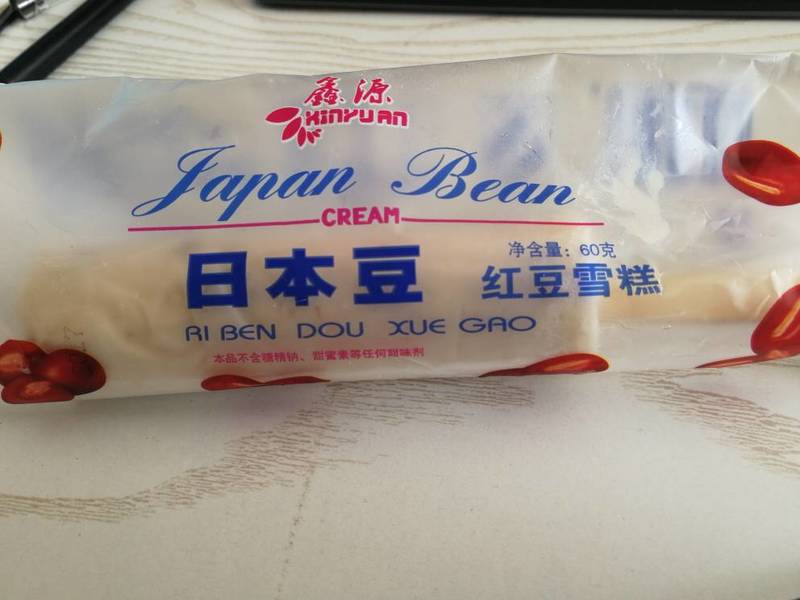 鑫源
XINYUAN
Japan Bean
CREAM
净含量：60克
日本豆 红豆雪糕
RI BEN DOU XUE GAO
本品不含糖精钠、甜蜜素等任何甜味剂